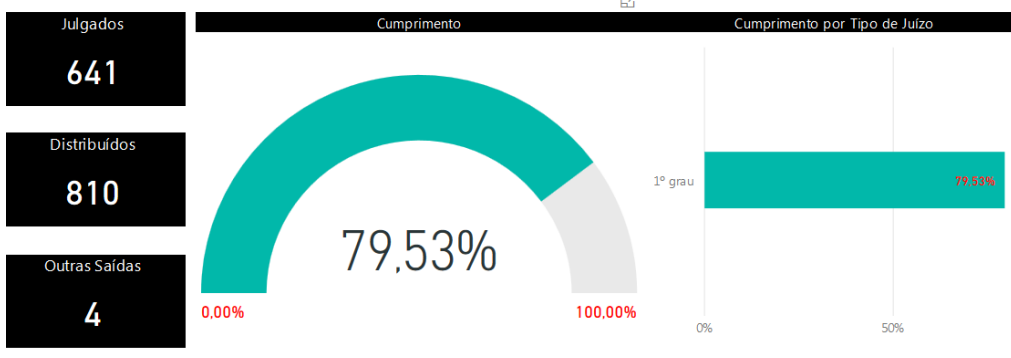 Julgados
641
Distribuídos
810
Outras Saídas
4
Cumprimento
79,53%
0,00%
100,00%
Cumprimento por Tipo de Juízo
1º grau
79.53%
0%
50%